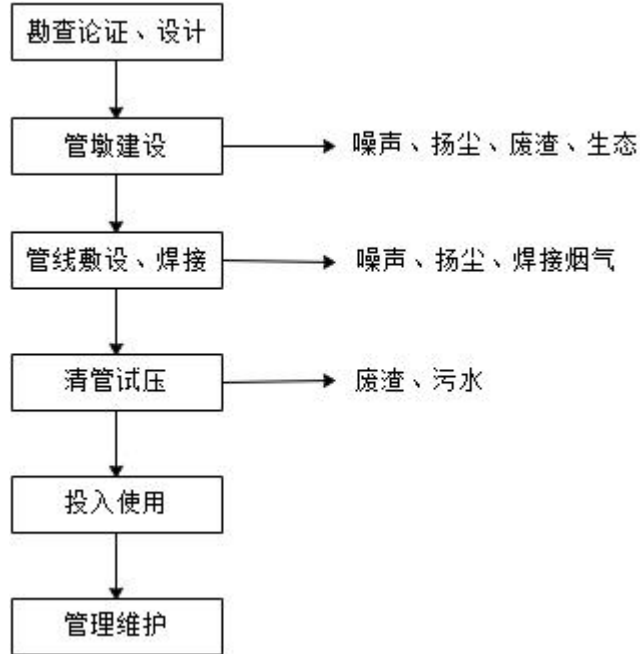 勘查论证、设计
管墩建设
噪声、扬尘、废渣、生态
管线敷设、焊接
噪声、扬尘、焊接烟气
清管试压
废渣、污水
投入使用
管理维护